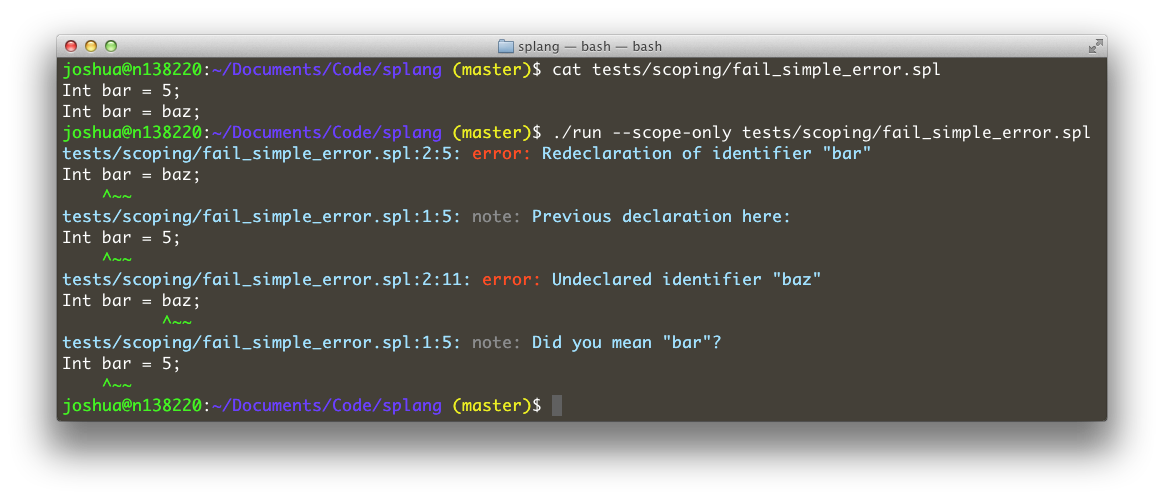 splang — bash — bash
joshua@n138220:~/Documents/Code/splang (master)$ cat tests/scoping/fail_simple_error.spl
Int bar = 5;
Int bar = baz;
joshua@n138220:~/Documents/Code/splang (master)$ ./run --scope-only tests/scoping/fail_simple_error.spl
tests/scoping/fail_simple_error.spl:2:5: error: Redeclaration of identifier "bar"
Int bar = baz;
    ^~~
tests/scoping/fail_simple_error.spl:1:5: note: Previous declaration here:
Int bar = 5;
    ^~~
tests/scoping/fail_simple_error.spl:2:11: error: Undeclared identifier "baz"
Int bar = baz;
          ^~~
tests/scoping/fail_simple_error.spl:1:5: note: Did you mean "bar"?
Int bar = 5;
    ^~~
joshua@n138220:~/Documents/Code/splang (master)$